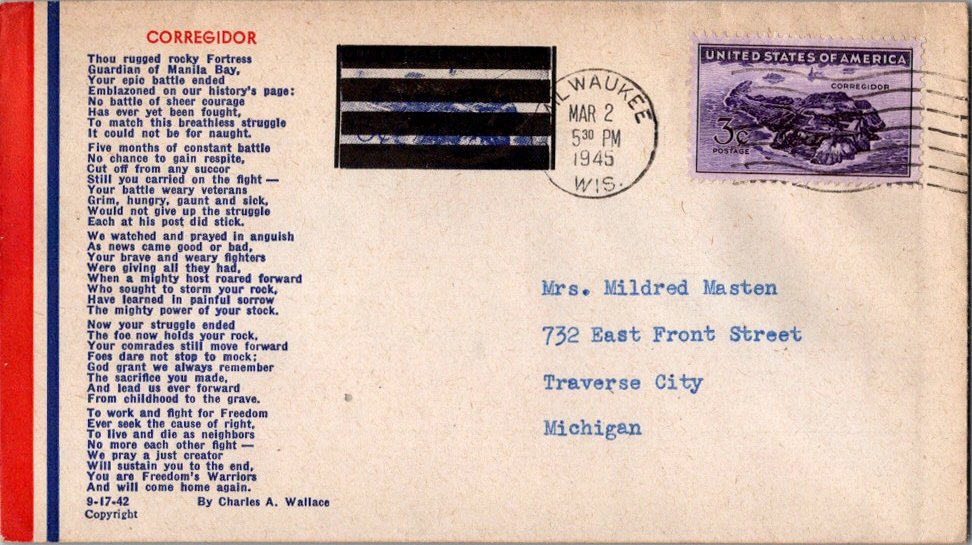 CORREGIDOR
Thou rugged rocky Fortress
Guardian of Manila Bay,
Your epic battle ended
Emblazoned on our history's page:
No battle of sheer courage
Has ever yet been fought,
To match this breathless struggle
It could not be for naught.
Five months of constant battle
No chance to gain respite,
Cut off from any succor
Still you carried on the fight —
Your battle weary veterans
Grim, hungry, gaunt and sick,
Would not give up the struggle
Each at his post did stick.
We watched and prayed in anguish
As news came good or bad,
Your brave and weary fighters
Were giving all they had,
When a mighty host roared forward
Who sought to storm your rock,
Have learned in painful sorrow
The mighty power of your stock.
Now your struggle ended
The foe now holds your rock,
Your comrades still move forward
Foes dare not stop to mock;
God grant we always remember
The sacrifice you made,
And lead us ever forward
From childhood to the grave.
To work and fight for Freedom
Ever seek the cause of right,
To live and die as neighbors
No more each other fight —
We pray a just creator
Will sustain you to the end,
You are Freedom's Warriors
And will come home again.
9-17-42 By Charles A. Wallace
Copyright
MILWAUKEE
MAR 2
5 30 PM
1945
WIS.
UNITED STATES OF AMERICA
CORREGIDOR
3c
POSTAGE
Mrs. Mildred Masten
732 East Front Street
Traverse City
Michigan